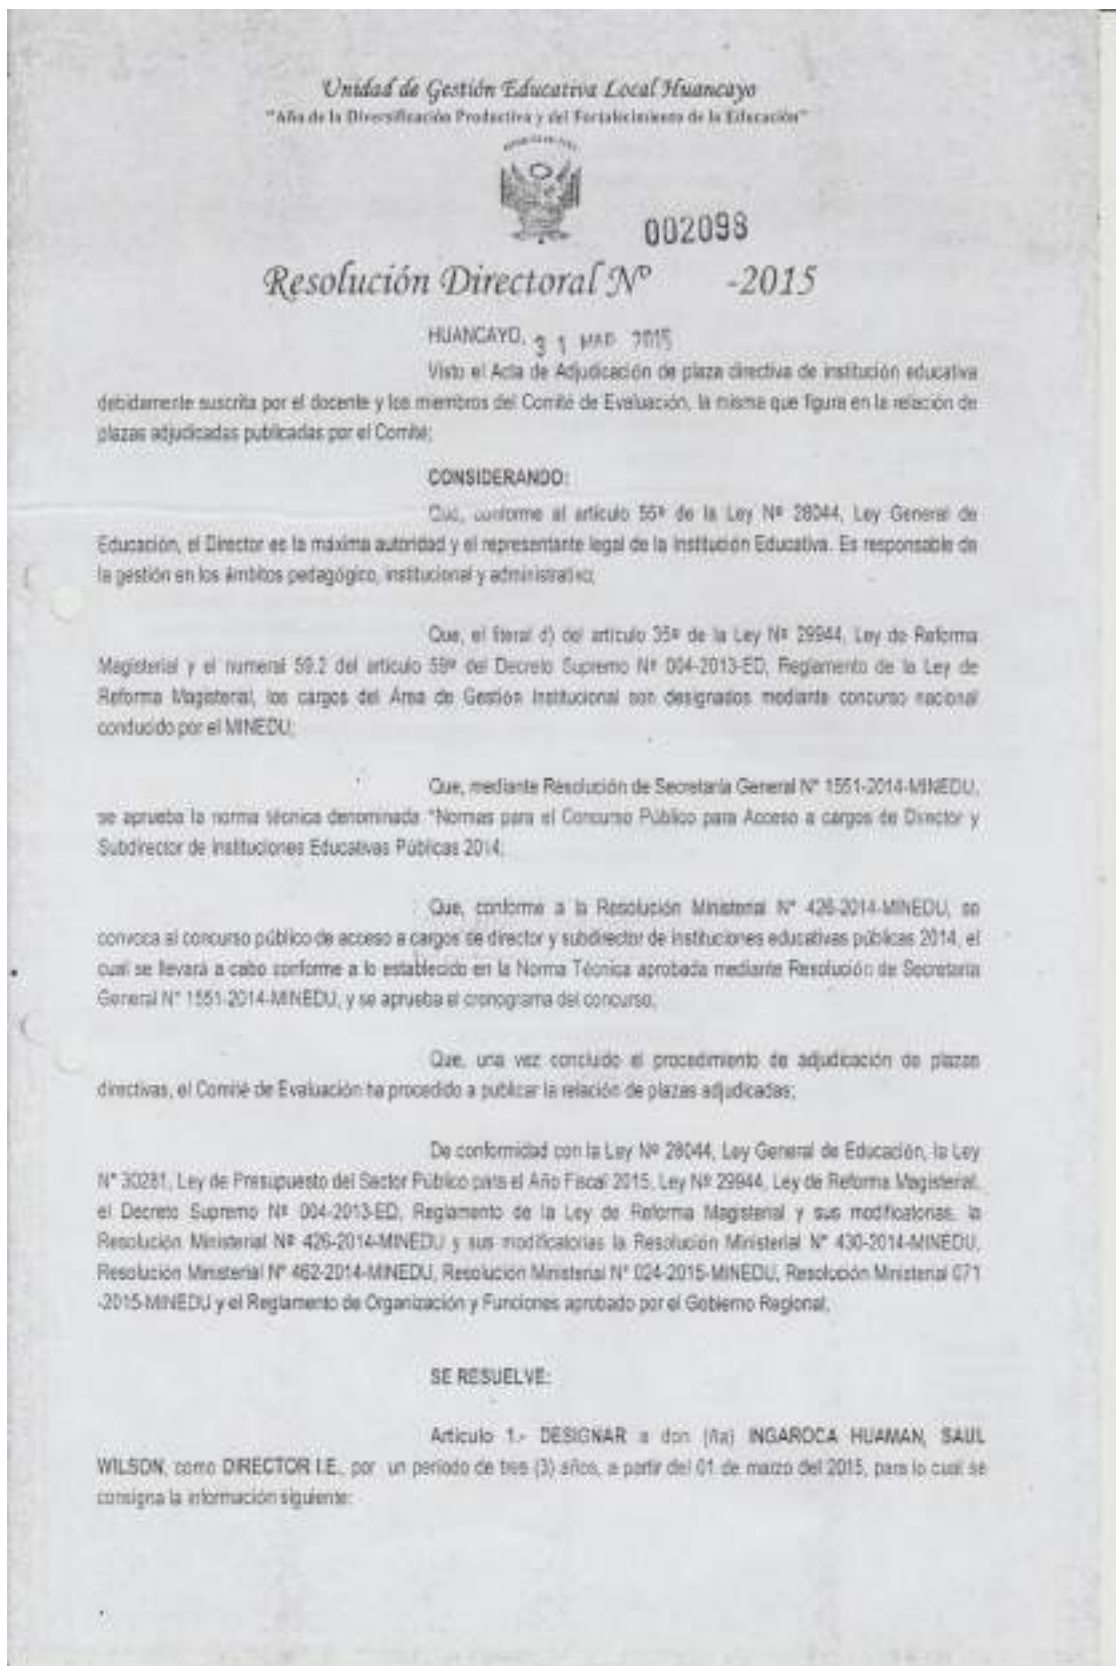 Unidad de Gestión Educativa Local Huancayo
"Año de la Diversificación Productiva y del Fortalecimiento de la Educación"
002098
Resolución Directoral Nº -2015
HUANCAYO, 31 MAR 2015
Visto el Acta de Adjudicación de plaza directiva de institución educativa
debidamente suscrita por el docente y los miembros del Comité de Evaluación, la misma que figura en la relación de
plazas adjudicadas publicadas por el Comité;
CONSIDERANDO:
Que, conforme al artículo 55º de la Ley Nº 28044, Ley General de
Educación, el Director es la máxima autoridad y el representante legal de la Institución Educativa. Es responsable de
la gestión en los ámbitos pedagógico, institucional y administrativo;
Que, el literal d) del artículo 35º de la Ley Nº 29944, Ley de Reforma
Magisterial y el numeral 59.2 del artículo 59º del Decreto Supremo Nº 004-2013-ED, Reglamento de la Ley de
Reforma Magisterial, los cargos del Área de Gestión Institucional son designados mediante concurso nacional
conducido por el MINEDU;
Que, mediante Resolución de Secretaría General N° 1551-2014-MINEDU,
se aprueba la norma técnica denominada "Normas para el Concurso Público para Acceso a cargos de Director y
Subdirector de Instituciones Educativas Públicas 2014.
Que, conforme a la Resolución Ministerial N° 426-2014-MINEDU, se
convoca al concurso público de acceso a cargos de director y subdirector de instituciones educativas públicas 2014, el
cual se llevará a cabo conforme a lo establecido en la Norma Técnica aprobada mediante Resolución de Secretaría
General N° 1551-2014-MINEDU, y se aprueba el cronograma del concurso;
Que, una vez concluido el procedimiento de adjudicación de plazas
directivas, el Comité de Evaluación ha procedido a publicar la relación de plazas adjudicadas;
De conformidad con la Ley Nº 28044, Ley General de Educación, la Ley
N° 30281, Ley de Presupuesto del Sector Público para el Año Fiscal 2015, Ley Nº 29944, Ley de Reforma Magisterial,
el Decreto Supremo Nº 004-2013-ED, Reglamento de la Ley de Reforma Magisterial y sus modificatorias, la
Resolución Ministerial Nº 426-2014-MINEDU y sus modificatorias la Resolución Ministerial N° 430-2014-MINEDU,
Resolución Ministerial N° 462-2014-MINEDU, Resolución Ministerial N° 024-2015-MINEDU, Resolución Ministerial 071
-2015-MINEDU y el Reglamento de Organización y Funciones aprobado por el Gobierno Regional;
SE RESUELVE:
Artículo 1.- DESIGNAR a don (ña) INGAROCA HUAMAN, SAUL
WILSON, como DIRECTOR I.E., por un período de tres (3) años, a partir del 01 de marzo del 2015, para lo cual se
consigna la información siguiente: